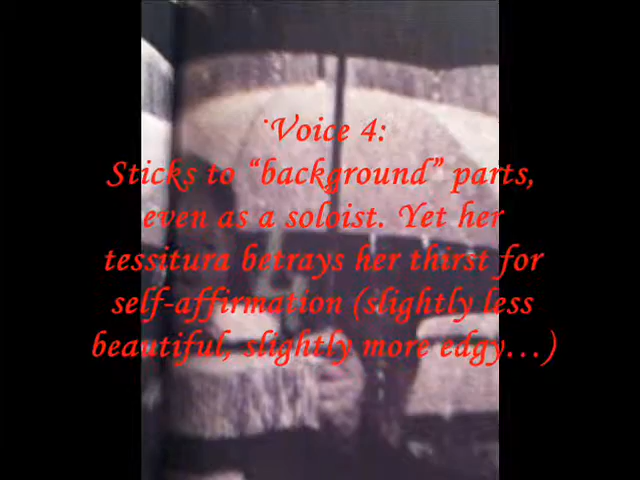 Voice 4:
Sticks to “background” parts,
even as a soloist. Yet her
tessitura betrays her thirst for
self-affirmation (slightly less
beautiful, slightly more edgy…)